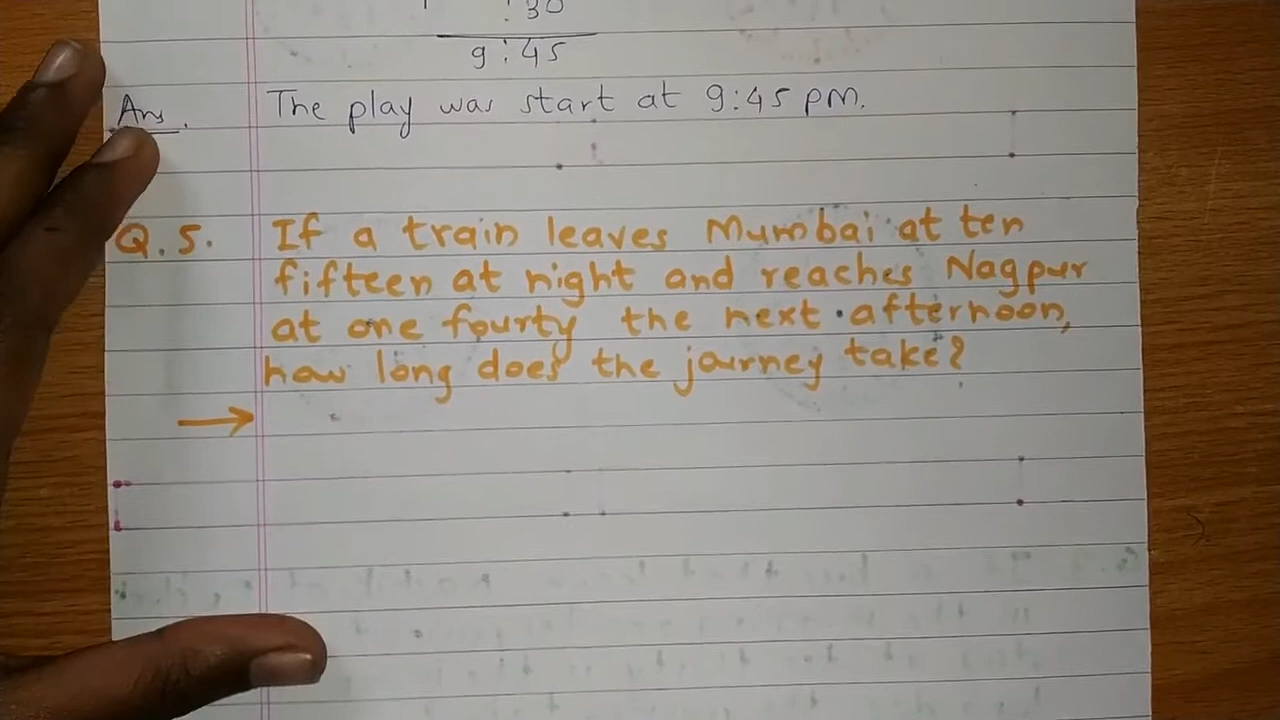 : 30
9 : 45
Ans. The play was start at 9:45 pm.
Q. 5. If a train leaves Mumbai at ten
fifteen at night and reaches Nagpur
at one fourty the next afternoon,
how long does the journey take?
→